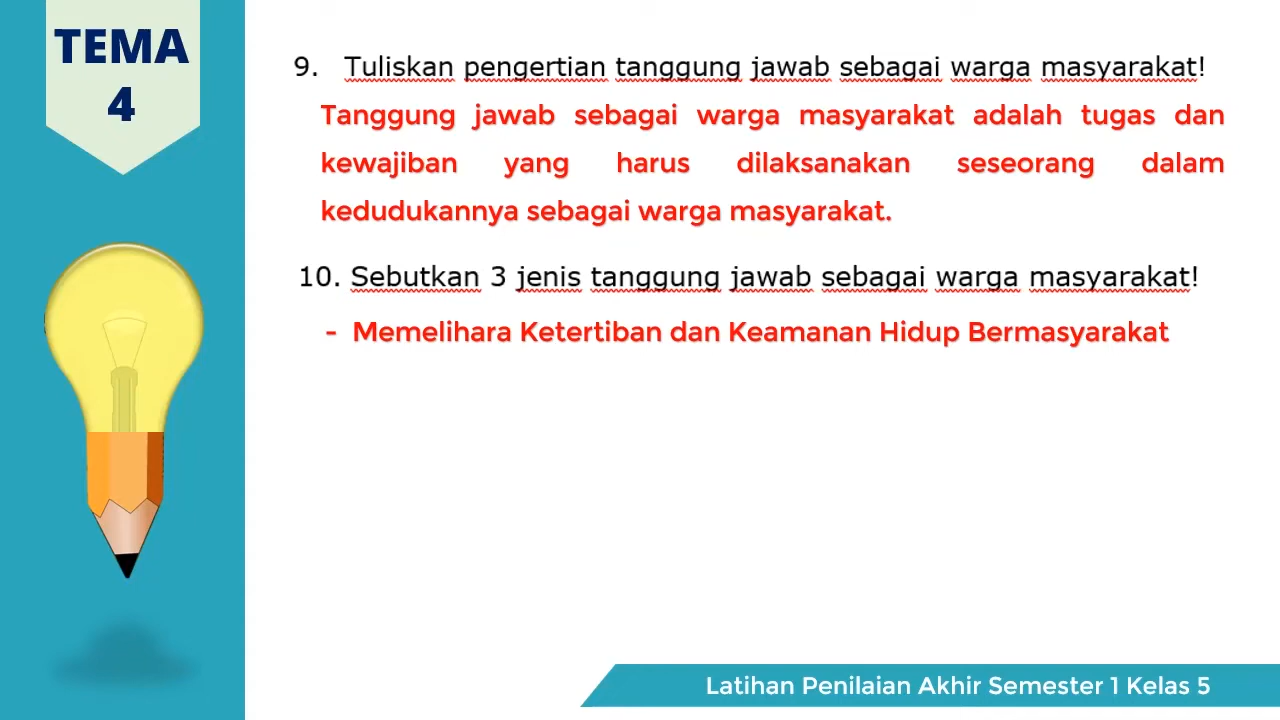 TEMA
4
9. Tuliskan pengertian tanggung jawab sebagai warga masyarakat!
Tanggung jawab sebagai warga masyarakat adalah tugas dan
kewajiban yang harus dilaksanakan seseorang dalam
kedudukannya sebagai warga masyarakat.
10. Sebutkan 3 jenis tanggung jawab sebagai warga masyarakat!
- Memelihara Ketertiban dan Keamanan Hidup Bermasyarakat
Latihan Penilaian Akhir Semester 1 Kelas 5